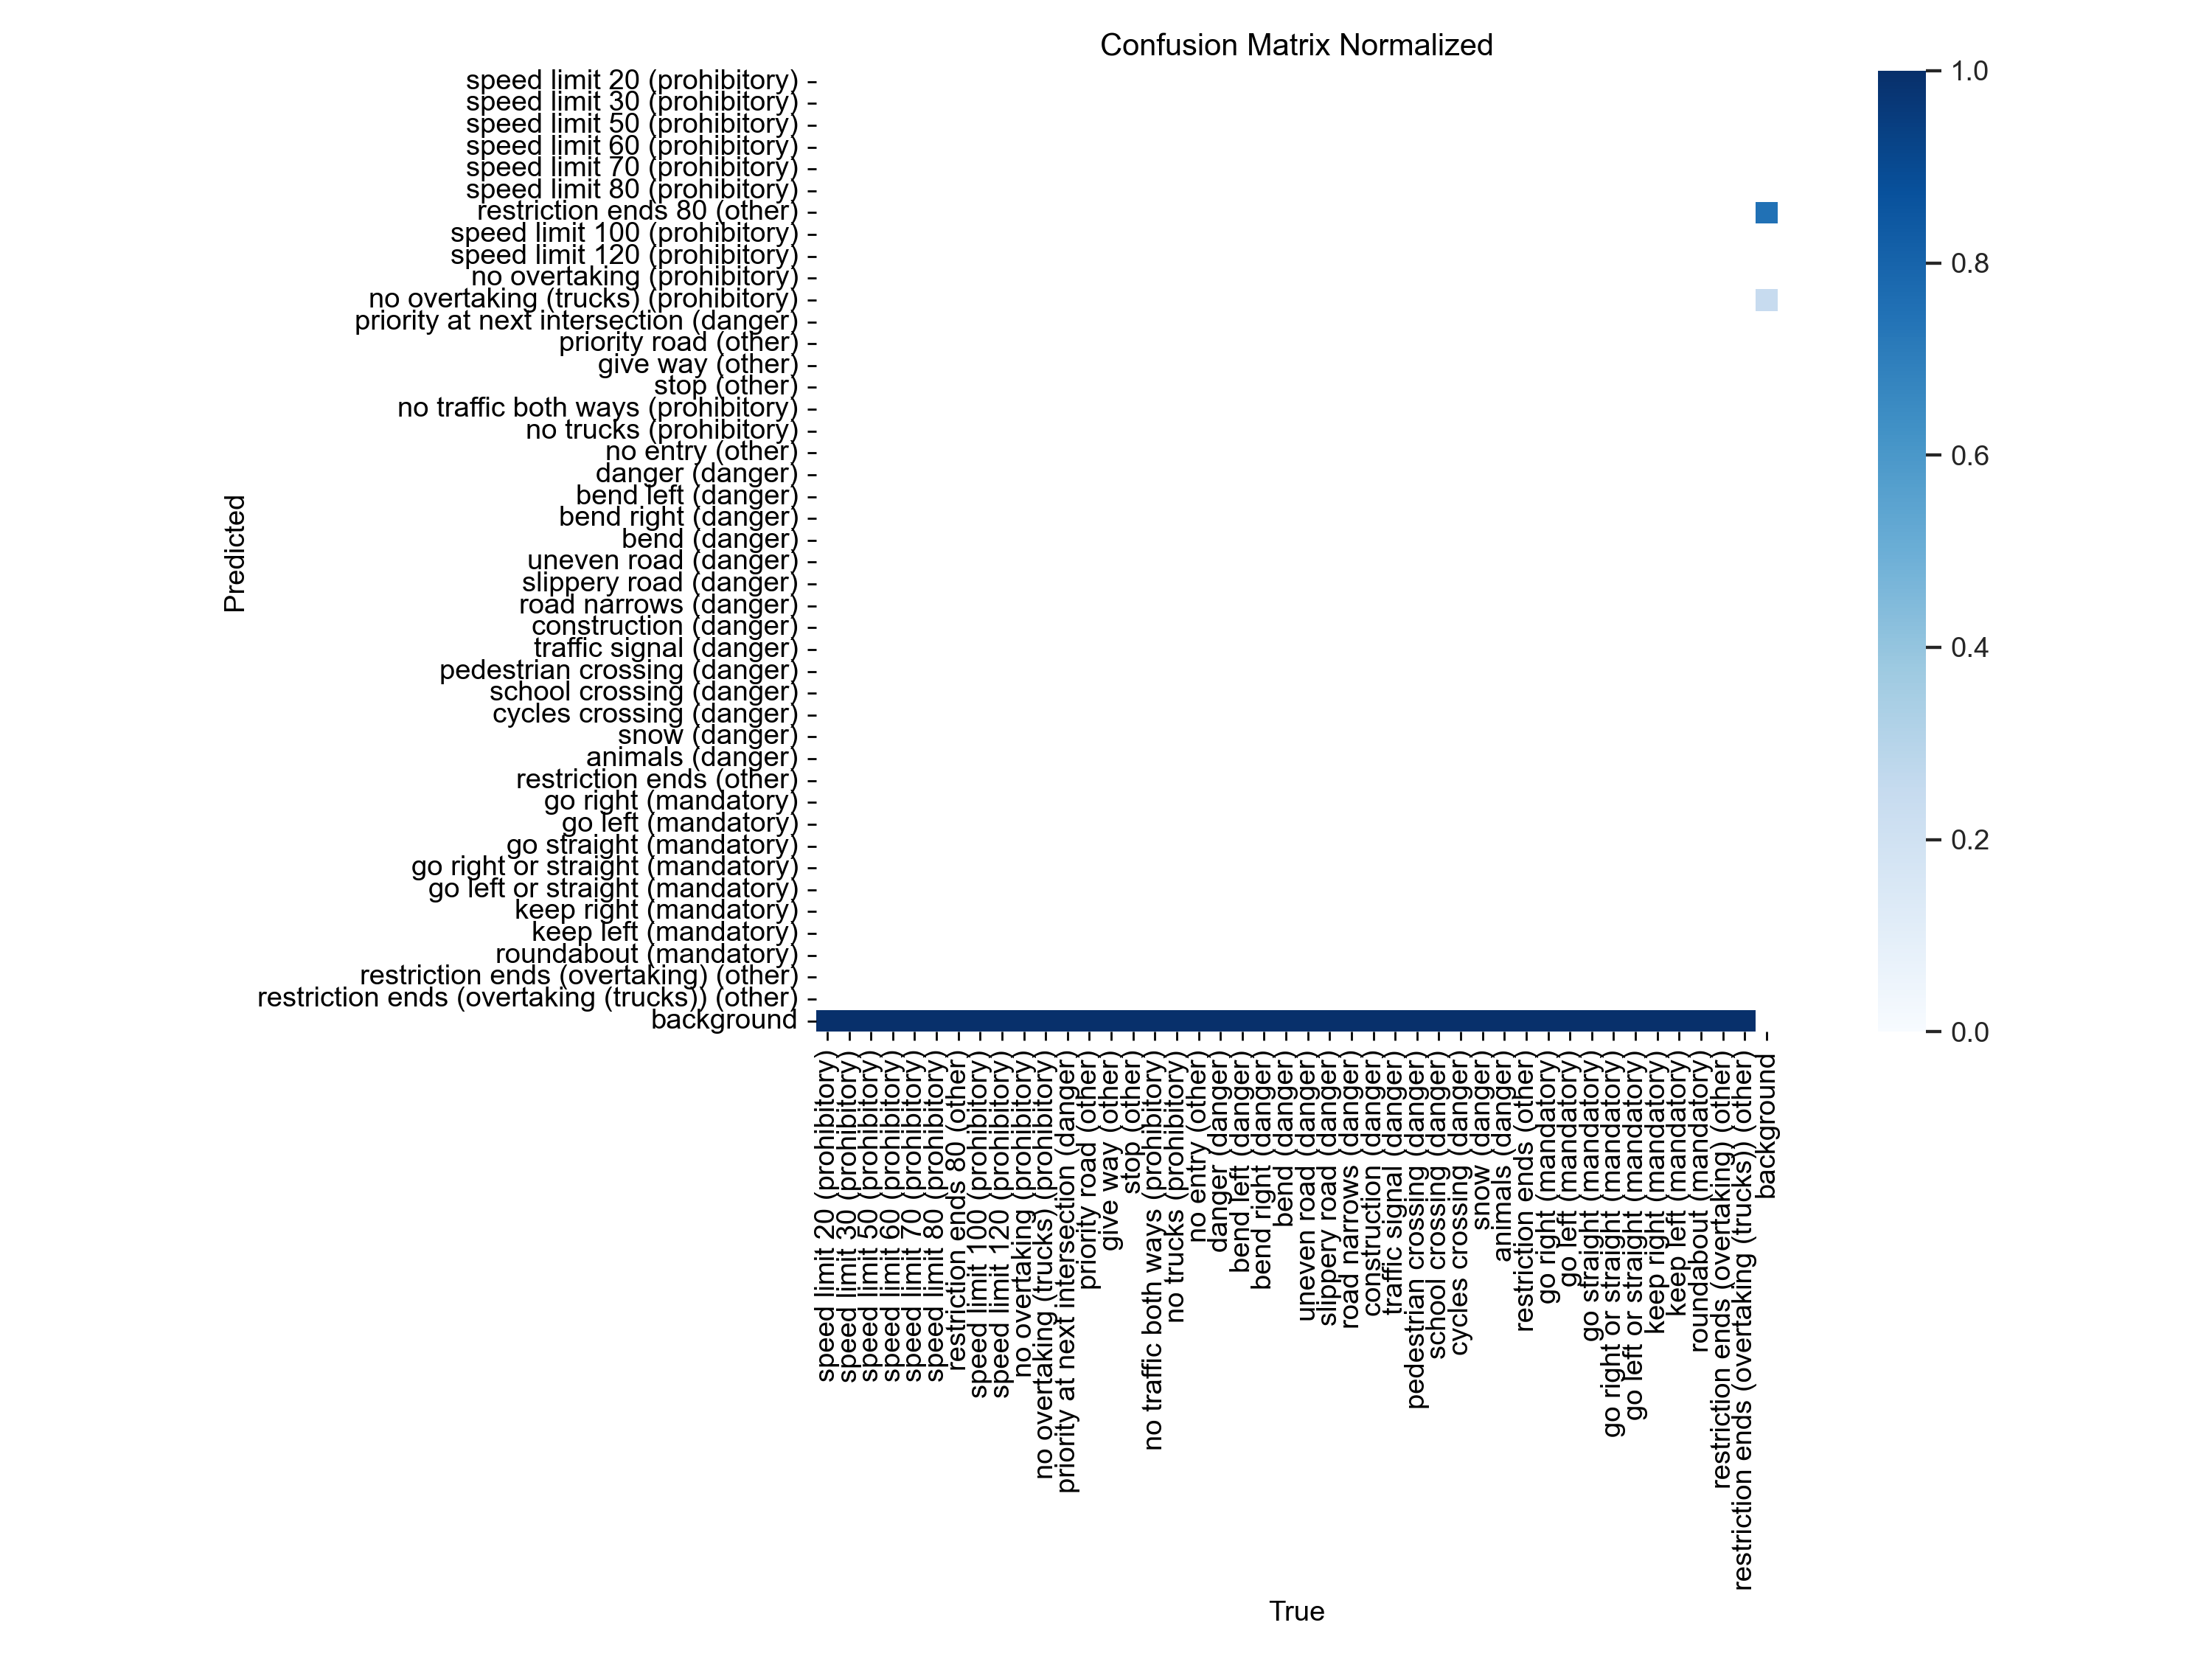 Confusion Matrix Normalized
speed limit 20 (prohibitory)
speed limit 30 (prohibitory)
speed limit 50 (prohibitory)
speed limit 60 (prohibitory)
speed limit 70 (prohibitory)
speed limit 80 (prohibitory)
restriction ends 80 (other)
speed limit 100 (prohibitory)
speed limit 120 (prohibitory)
no overtaking (prohibitory)
no overtaking (trucks) (prohibitory)
priority at next intersection (danger)
priority road (other)
give way (other)
stop (other)
no traffic both ways (prohibitory)
no trucks (prohibitory)
no entry (other)
danger (danger)
bend left (danger)
bend right (danger)
bend (danger)
uneven road (danger)
slippery road (danger)
road narrows (danger)
construction (danger)
traffic signal (danger)
pedestrian crossing (danger)
school crossing (danger)
cycles crossing (danger)
snow (danger)
animals (danger)
restriction ends (other)
go right (mandatory)
go left (mandatory)
go straight (mandatory)
go right or straight (mandatory)
go left or straight (mandatory)
keep right (mandatory)
keep left (mandatory)
roundabout (mandatory)
restriction ends (overtaking) (other)
restriction ends (overtaking (trucks)) (other)
background
Predicted
speed limit 20 (prohibitory)
speed limit 30 (prohibitory)
speed limit 50 (prohibitory)
speed limit 60 (prohibitory)
speed limit 70 (prohibitory)
speed limit 80 (prohibitory)
restriction ends 80 (other)
speed limit 100 (prohibitory)
speed limit 120 (prohibitory)
no overtaking (prohibitory)
no overtaking (trucks) (prohibitory)
priority at next intersection (danger)
priority road (other)
give way (other)
stop (other)
no traffic both ways (prohibitory)
no trucks (prohibitory)
no entry (other)
danger (danger)
bend left (danger)
bend right (danger)
bend (danger)
uneven road (danger)
slippery road (danger)
road narrows (danger)
construction (danger)
traffic signal (danger)
pedestrian crossing (danger)
school crossing (danger)
cycles crossing (danger)
snow (danger)
animals (danger)
restriction ends (other)
go right (mandatory)
go left (mandatory)
go straight (mandatory)
go right or straight (mandatory)
go left or straight (mandatory)
keep right (mandatory)
keep left (mandatory)
roundabout (mandatory)
restriction ends (overtaking) (other)
restriction ends (overtaking (trucks)) (other)
background
True
1.0
0.8
0.6
0.4
0.2
0.0